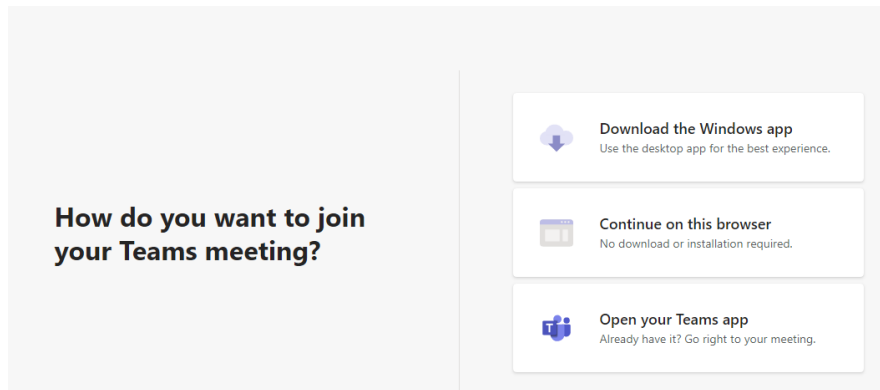 How do you want to join
your Teams meeting?
Download the Windows app
Use the desktop app for the best experience.
Continue on this browser
No download or installation required.
Open your Teams app
Already have it? Go right to your meeting.